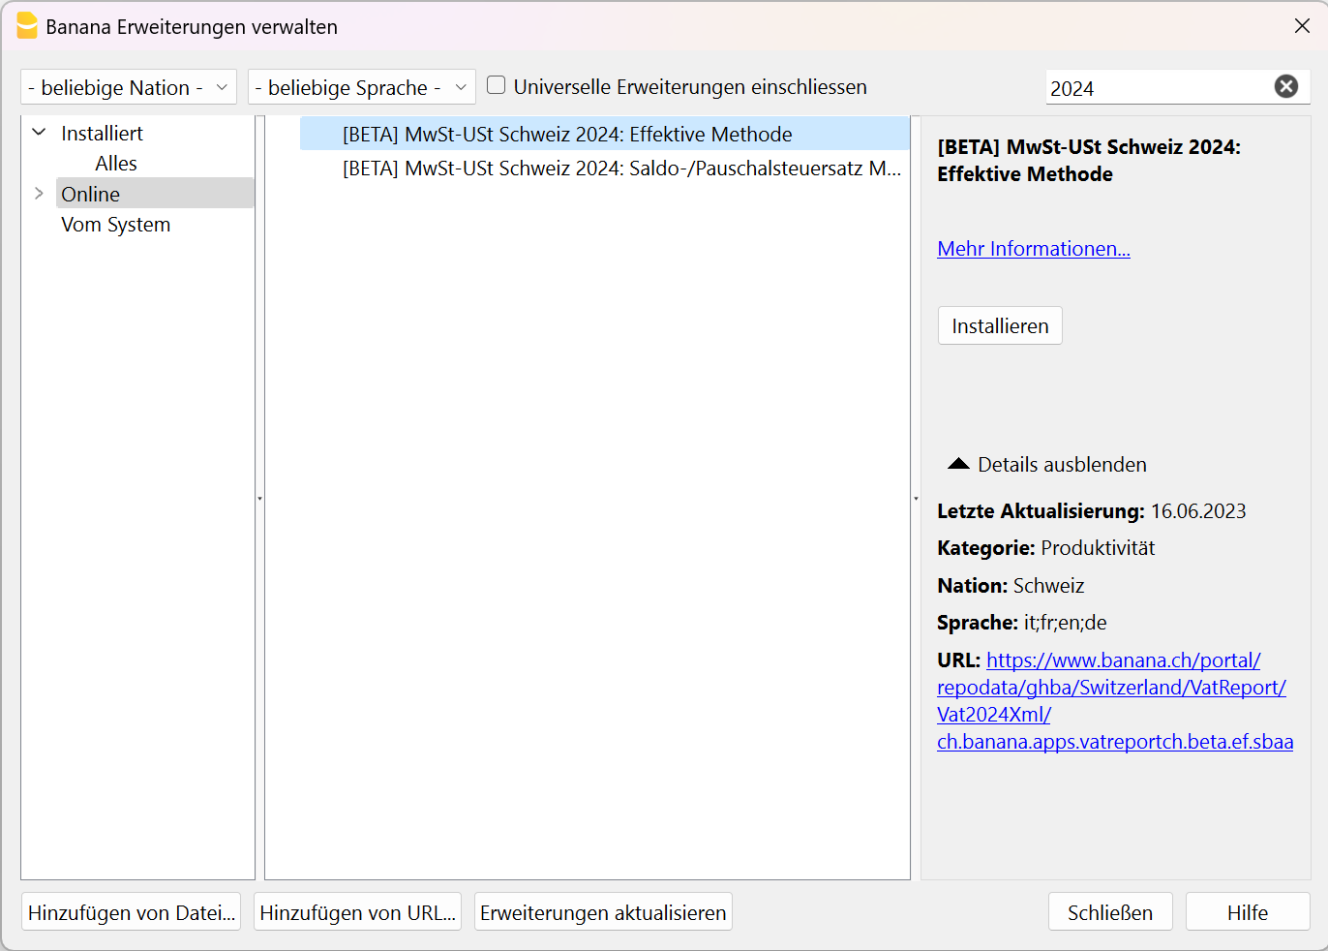 Banana Erweiterungen verwalten
- beliebige Nation -
- beliebige Sprache -
Universelle Erweiterungen einschliessen
2024
Installiert
Alles
Online
Vom System
[BETA] MwSt-USt Schweiz 2024: Effektive Methode
[BETA] MwSt-USt Schweiz 2024: Saldo-/Pauschalsteuersatz M...
[BETA] MwSt-USt Schweiz 2024:
Effektive Methode
Mehr Informationen...
Installieren
Details ausblenden
Letzte Aktualisierung: 16.06.2023
Kategorie: Produktivität
Nation: Schweiz
Sprache: it;fr;en;de
URL: https://www.banana.ch/portal/
repodata/ghba/Switzerland/VatReport/
Vat2024Xml/
ch.banana.apps.vatreportch.beta.ef.sbaa
Hinzufügen von Datei...
Hinzufügen von URL...
Erweiterungen aktualisieren
Schließen
Hilfe